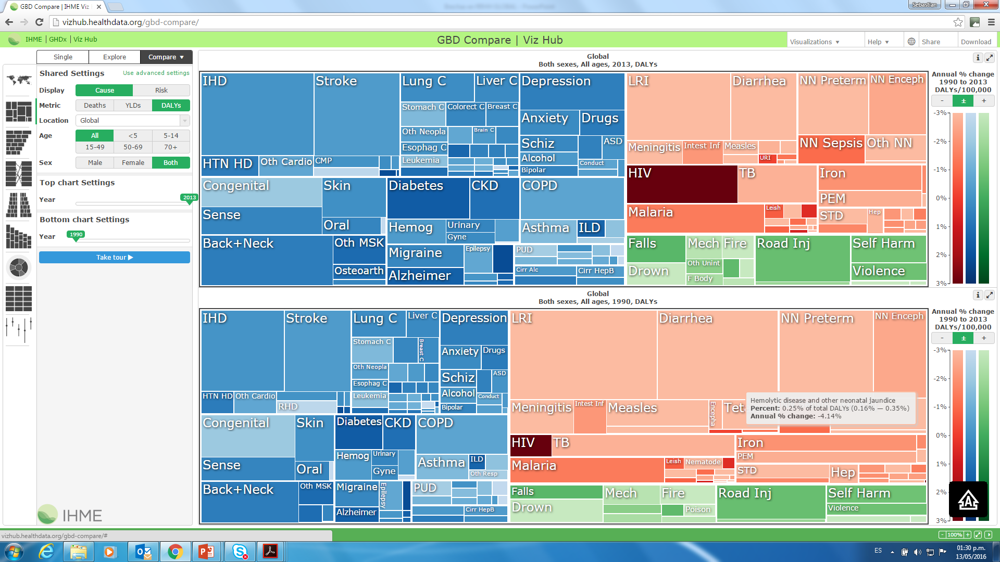 GBD Compare | IHME Viz
Sebastian
vizhub.healthdata.org/gbd-compare/
IHME | GHDx | Viz Hub
GBD Compare | Viz Hub
Visualizations ▾
Help ▾
Share
Download
Single
Explore
Compare ▾
Shared Settings
Use advanced settings
Display
Cause
Risk
Metric
Deaths
YLDs
DALYs
Location
Global
Age
All
<5
5-14
15-49
50-69
70+
Sex
Male
Female
Both
Top chart Settings
Year
2013
Bottom chart Settings
Year
1990
Take tour ▶
IHME
Global
Both sexes, All ages, 2013, DALYs
IHD
Stroke
Lung C
Liver C
Depression
LRI
Diarrhea
NN Preterm
NN Enceph
Stomach C
Colorect C
Breast C
Anxiety
Drugs
Oth Neopla
Brain C
Schiz
ASD
Esophag C
Meningitis
Intest Inf
Measles
NN Sepsis
Oth NN
HTN HD
Oth Cardio
CMP
Leukemia
Alcohol
Conduct
Bipolar
URI
HIV
TB
Iron
Congenital
Skin
Diabetes
CKD
COPD
PEM
Sense
Malaria
Leish
STD
Hep
Oral
Hemog
Urinary
Gyne
Asthma
ILD
Back+Neck
Oth MSK
Migraine
Epilepsy
PUD
Falls
Mech
Fire
Road Inj
Self Harm
Oth Unint
Osteoarth
Alzheimer
Cirr Alc
Cirr HepB
Drown
F Body
Violence
Annual % change
1990 to 2013
DALYs/100,000
-
±
+
-3%
-2%
-1%
0%
1%
2%
3%
Global
Both sexes, All ages, 1990, DALYs
IHD
Stroke
Lung C
Liver C
Depression
LRI
Diarrhea
NN Preterm
NN Enceph
Stomach C
Breast C
Anxiety
Drugs
Oth Neopla
Schiz
ASD
Esophag C
Alcohol
HTN HD
Oth Cardio
RHD
Leukemia
Conduct
Bipolar
Meningitis
Intest Inf
Measles
Encepha
Tet
Hemolytic disease and other neonatal jaundice
Percent: 0.25% of total DALYs (0.16% — 0.35%)
Annual % change: -4.14%
Congenital
Skin
Diabetes
CKD
COPD
HIV
TB
Iron
PEM
Sense
Oral
Hemog
Urinary
Gyne
Asthma
ILD
Oth Resp
Malaria
Leish
Nematode
STD
Hep
Back+Neck
Oth MSK
Migraine
Epilepsy
PUD
Alzheimer
Cirr HepB
Falls
Mech
Fire
Road Inj
Self Harm
Drown
Poison
Violence
Annual % change
1990 to 2013
DALYs/100,000
-
±
+
-3%
-2%
-1%
0%
1%
2%
3%
A
vizhub.healthdata.org/gbd-compare/#
100%
ES
01:30 p.m.
13/05/2016